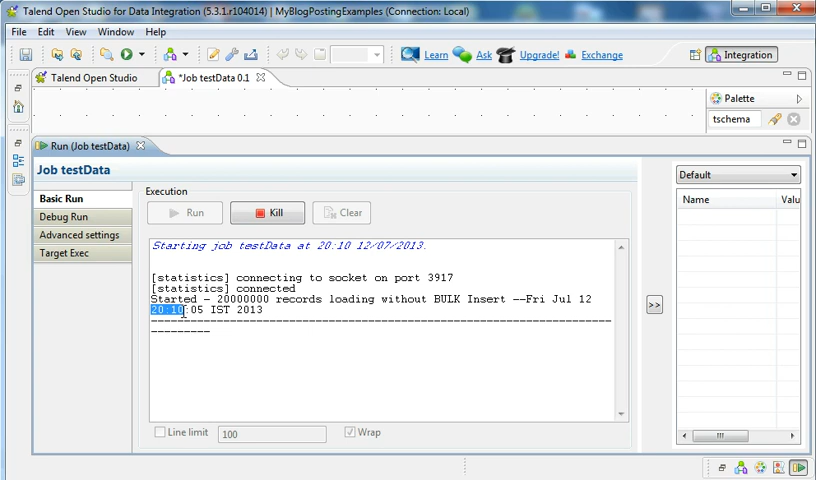 Talend Open Studio for Data Integration (5.3.1.r104014) | MyBlogPostingExamples (Connection: Local)
File Edit View Window Help
Learn Ask Upgrade! Exchange Integration
Talend Open Studio *Job testData 0.1
Palette
tschema
Run (Job testData)
Job testData
Default
Basic Run
Debug Run
Advanced settings
Target Exec
Execution
Run Kill Clear
Name Valu
Starting job testData at 20:10 12/07/2013.
[statistics] connecting to socket on port 3917
[statistics] connected
Started - 20000000 records loading without BULK Insert --Fri Jul 12
20:10:05 IST 2013
--------------------------------------------------------------------
---------
>>
Line limit 100 Wrap